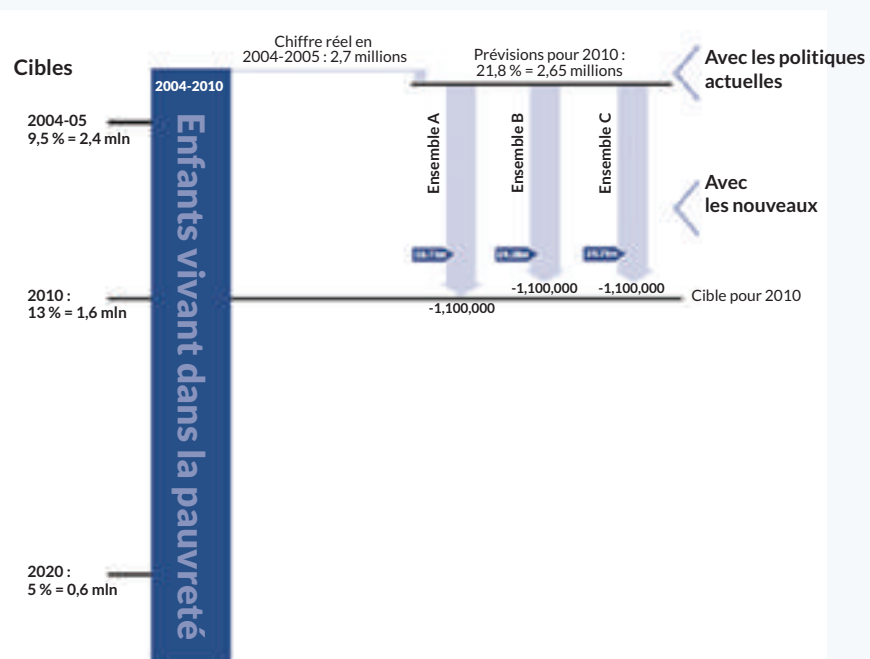 Cibles
Chiffre réel en
2004-2005 : 2,7 millions
Prévisions pour 2010 :
21,8 % = 2,65 millions
Avec les politiques
actuelles
2004-2010
2004-05
9,5 % = 2,4 mln
Enfants vivant dans la pauvreté
Ensemble A
Ensemble B
Ensemble C
Avec
les nouveaux
2010 :
13 % = 1,6 mln
-1,100,000
-1,100,000
-1,100,000
Cible pour 2010
2020 :
5 % = 0,6 mln